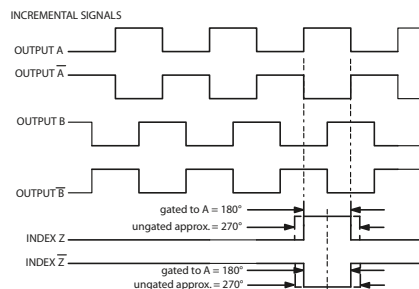 INCREMENTAL SIGNALS
OUTPUT A
OUTPUT A̅
OUTPUT B
OUTPUT B̅
gated to A = 180°
ungated approx. = 270°
INDEX Z
INDEX Z̅
gated to A = 180°
ungated approx. = 270°